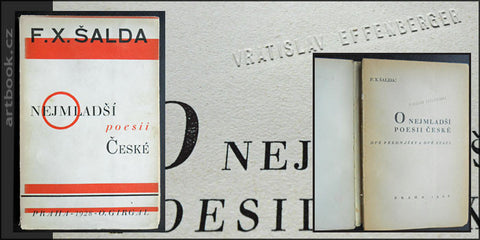 artbook.cz
F. X. ŠALDA
O NEJMLADŠÍ
poesii
ČESKÉ
PRAHA - 1928 - O. GIRGAL
VRATISLAV EFFENBERGER
O NEJ
POESII
F. X. ŠALDA:
O NEJMLADŠÍ
POESII ČESKÉ
DVĚ PŘEDNÁŠKY A DVĚ STATI
PRAHA 1928